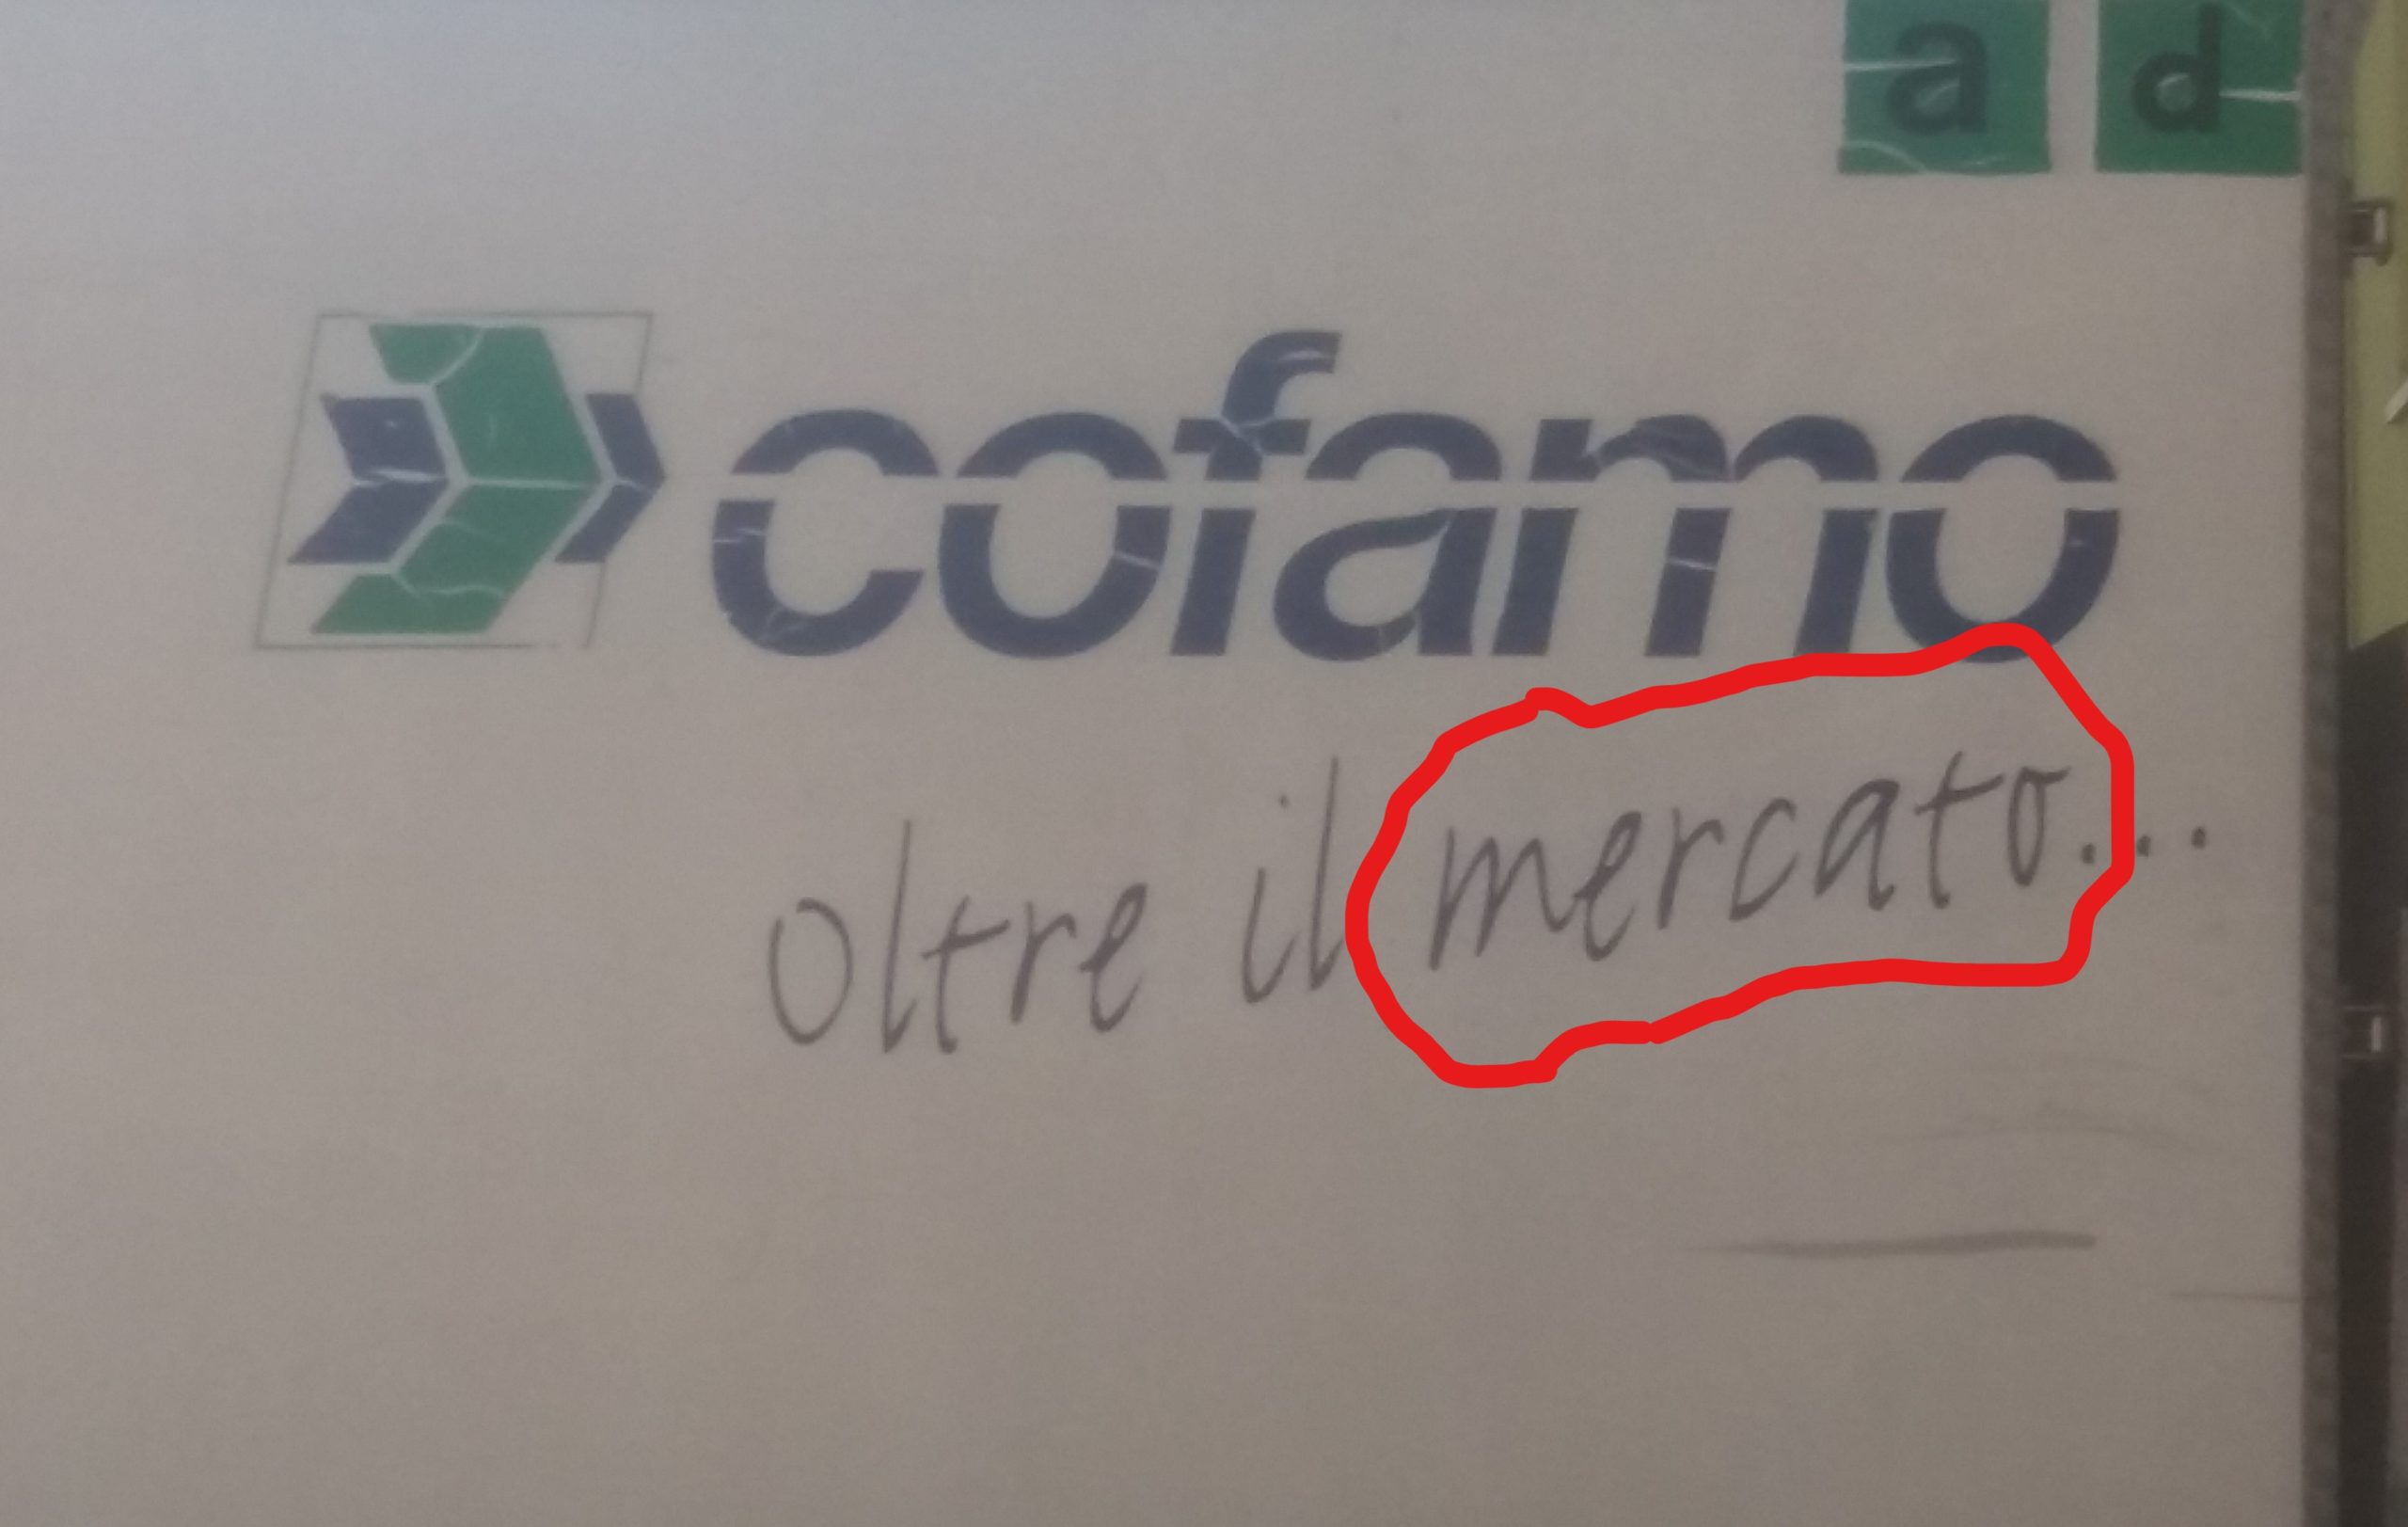 a d
cofamo
oltre il mercato...